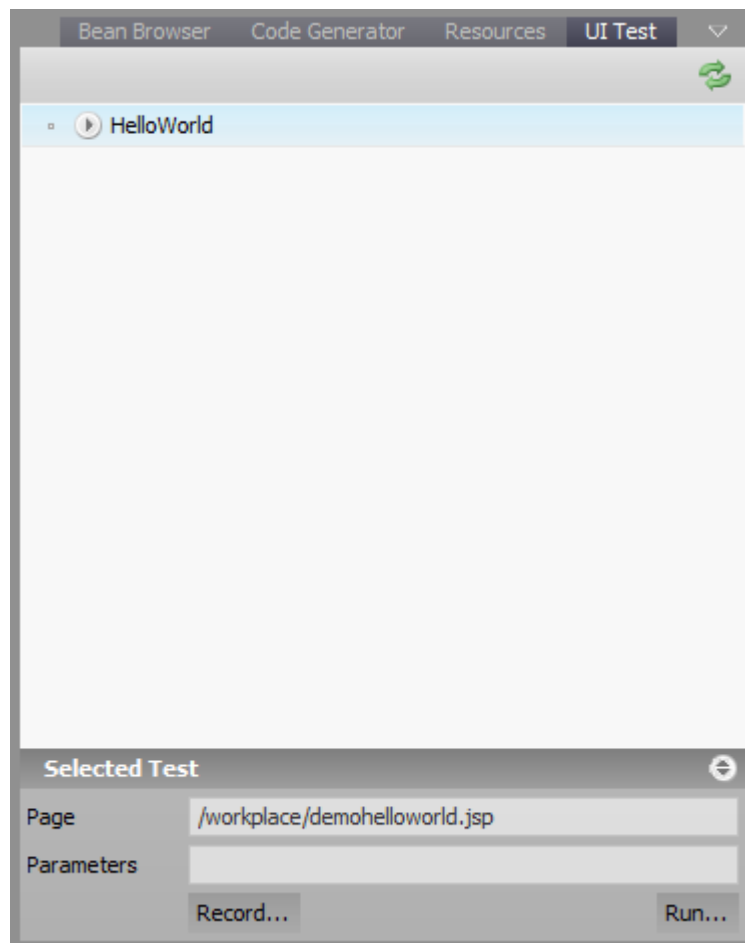 Bean Browser Code Generator Resources UI Test
HelloWorld
Selected Test
Page /workplace/demohelloworld.jsp
Parameters
Record... Run...